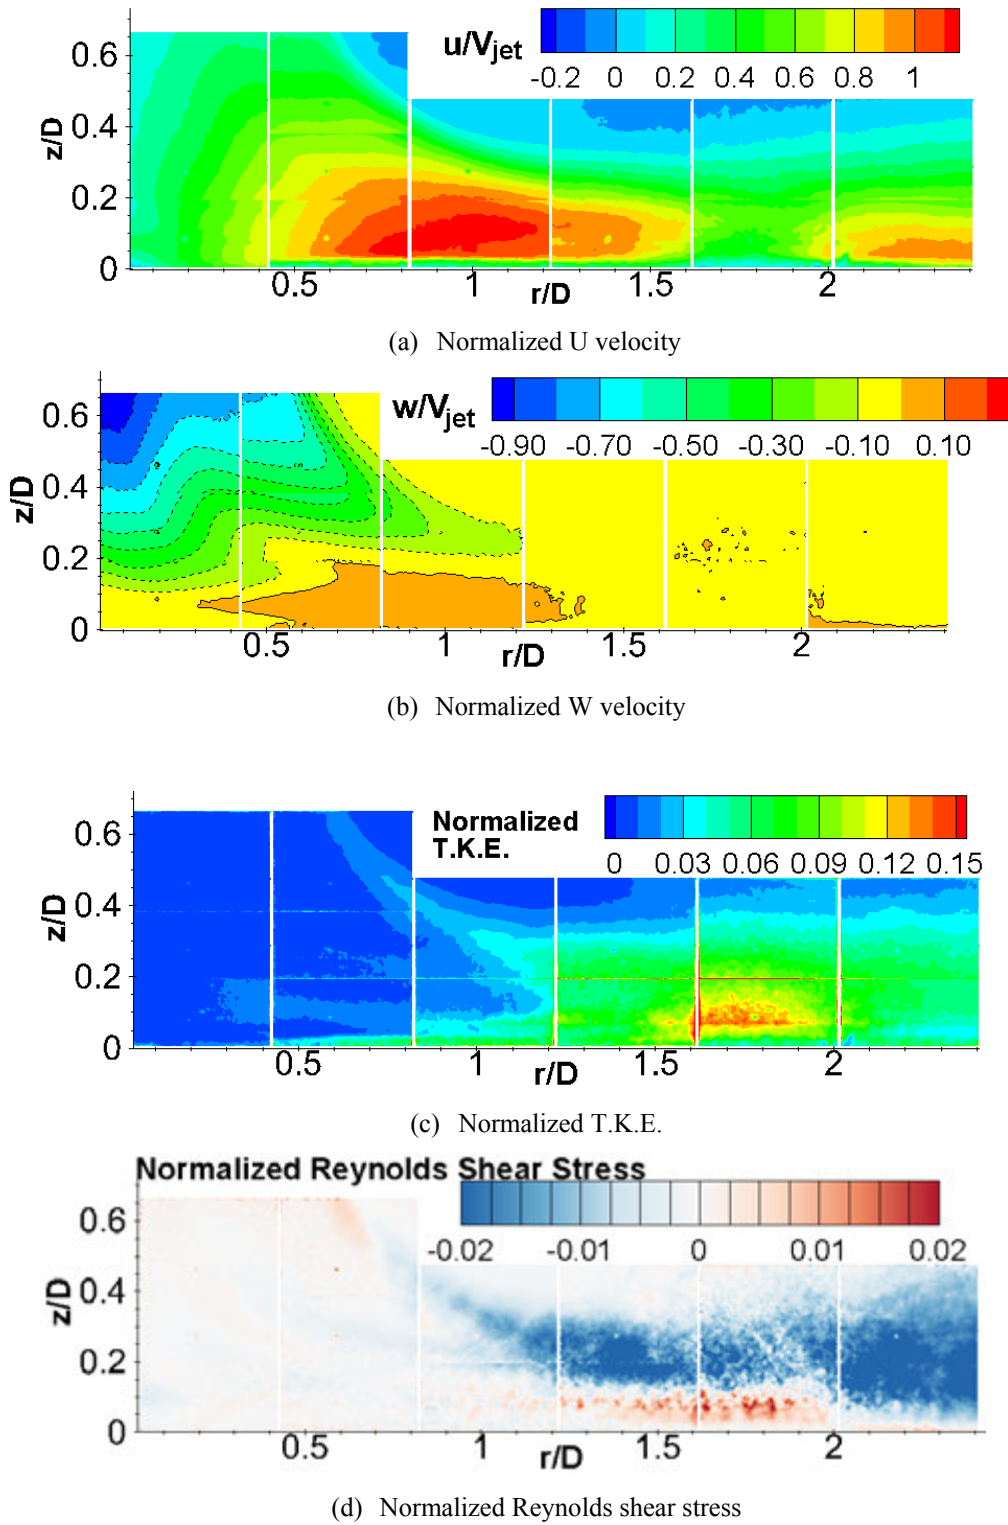 u/Vjet
-0.2 0 0.2 0.4 0.6 0.8 1
z/D
0.6
0.4
0.2
0
0.5 1 1.5 2
r/D
(a) Normalized U velocity
w/Vjet
-0.90 -0.70 -0.50 -0.30 -0.10 0.10
z/D
0.6
0.4
0.2
0
0.5 1 1.5 2
r/D
(b) Normalized W velocity
Normalized
T.K.E.
0 0.03 0.06 0.09 0.12 0.15
z/D
0.6
0.4
0.2
0
0.5 1 1.5 2
r/D
(c) Normalized T.K.E.
Normalized Reynolds Shear Stress
-0.02 -0.01 0 0.01 0.02
z/D
0.6
0.4
0.2
0
0.5 1 1.5 2
r/D
(d) Normalized Reynolds shear stress